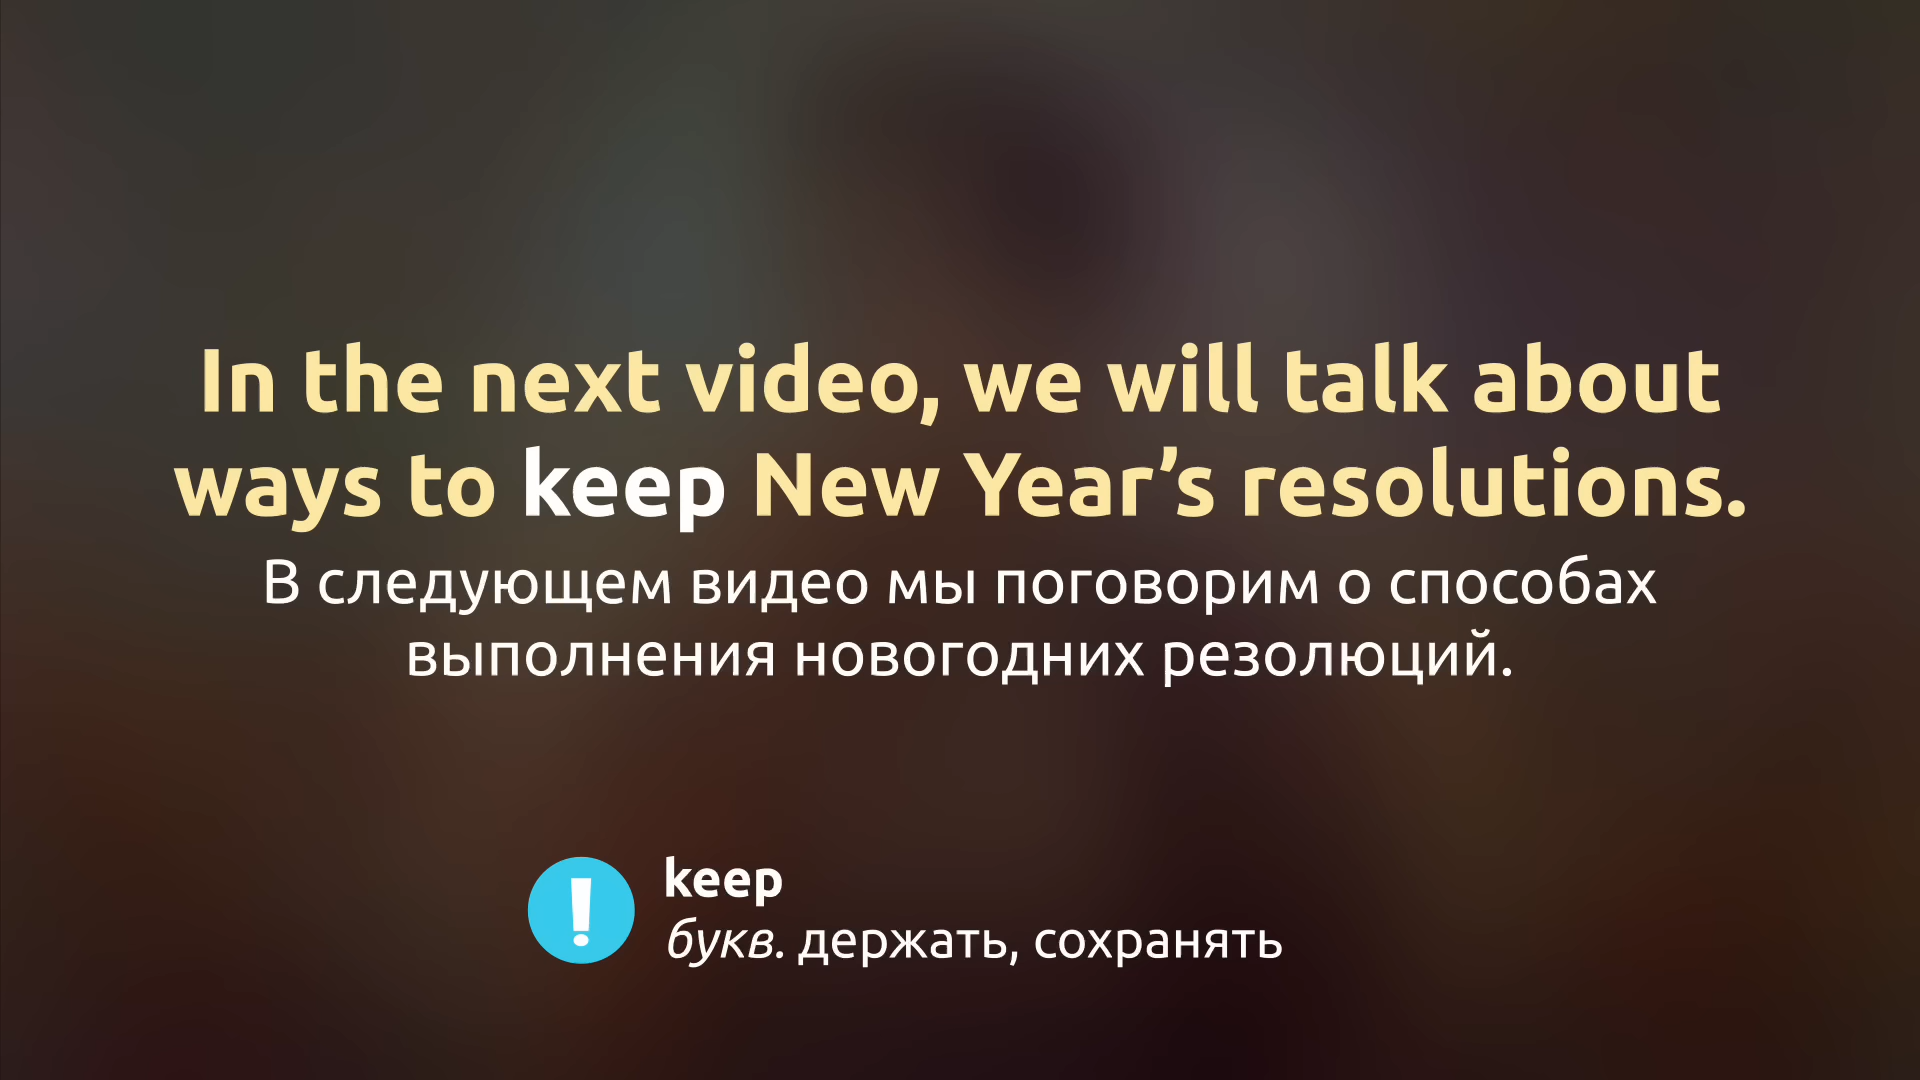 In the next video, we will talk about
ways to keep New Year’s resolutions.
В следующем видео мы поговорим о способах
выполнения новогодних резолюций.
!
keep
букв. держать, сохранять